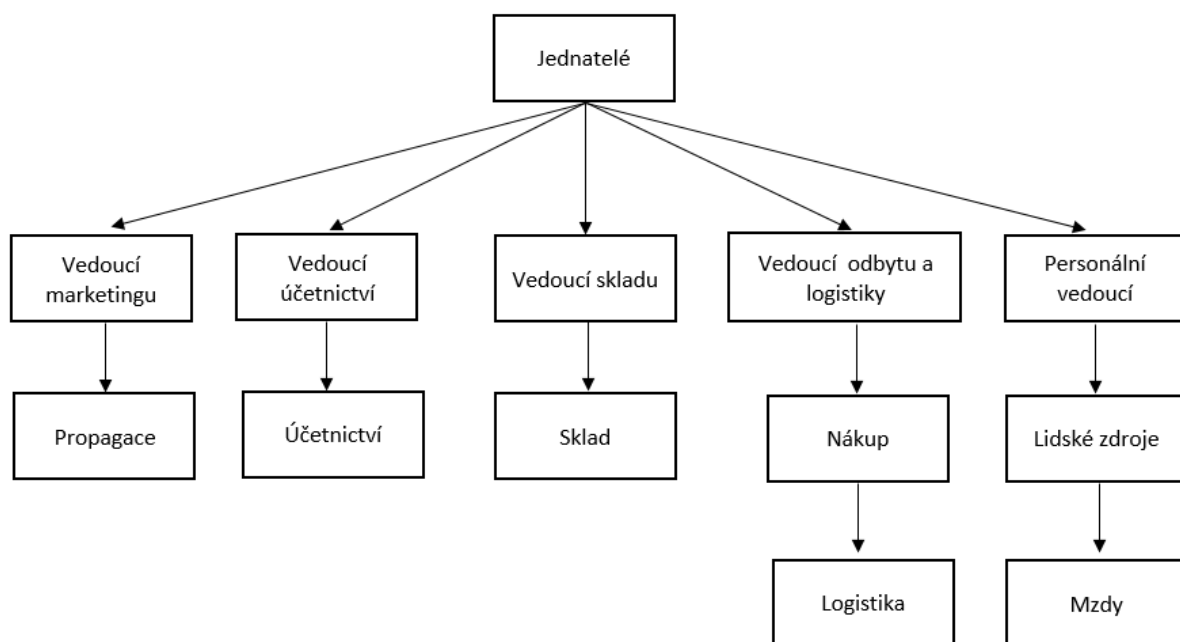 Jednatelé
Vedoucí
marketingu
Vedoucí
účetnictví
Vedoucí skladu
Vedoucí odbytu a
logistiky
Personální
vedoucí
Propagace
Účetnictví
Sklad
Nákup
Lidské zdroje
Logistika
Mzdy